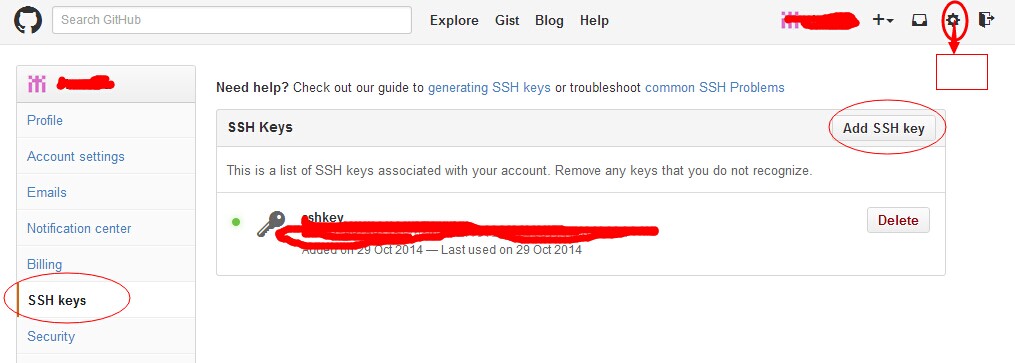 Search GitHub
Explore Gist Blog Help
Need help? Check out our guide to generating SSH keys or troubleshoot common SSH Problems
Profile
Account settings
Emails
Notification center
Billing
SSH keys
Security
SSH Keys
Add SSH key
This is a list of SSH keys associated with your account. Remove any keys that you do not recognize.
sshkey
Delete
Added on 29 Oct 2014 — Last used on 29 Oct 2014